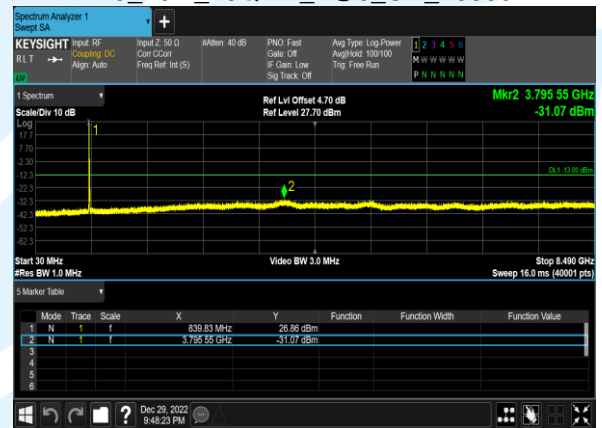 Spectrum Analyzer 1
Swept SA
KEYSIGHT
RLT
Input: RF
Coupling: DC
Align: Auto
Input Z: 50 Ω
Corr CCorr
Freq Ref: Int (S)
#Atten: 40 dB
PNO: Fast
Gate: Off
IF Gain: Low
Sig Track: Off
Avg Type: Log-Power
Avg|Hold: 100/100
Trig: Free Run
1 2 3 4 5 6
M W W W W W
P N N N N N
1 Spectrum
Scale/Div 10 dB
Ref Lvl Offset 4.70 dB
Ref Level 27.70 dBm
Mkr2 3.795 55 GHz
-31.07 dBm
Log
17.7
7.70
-2.30
-12.3
-22.3
-32.3
-42.3
-52.3
-62.3
1
2
DL1 -13.00 dBm
Start 30 MHz
#Res BW 1.0 MHz
Video BW 3.0 MHz
Stop 8.490 GHz
Sweep 16.0 ms (40001 pts)
5 Marker Table
Mode Trace Scale X Y Function Function Width Function Value
1 N 1 f 839.83 MHz 26.86 dBm
2 N 1 f 3.795 55 GHz -31.07 dBm
3
4
5
6
?
Dec 29, 2022
9:48:23 PM